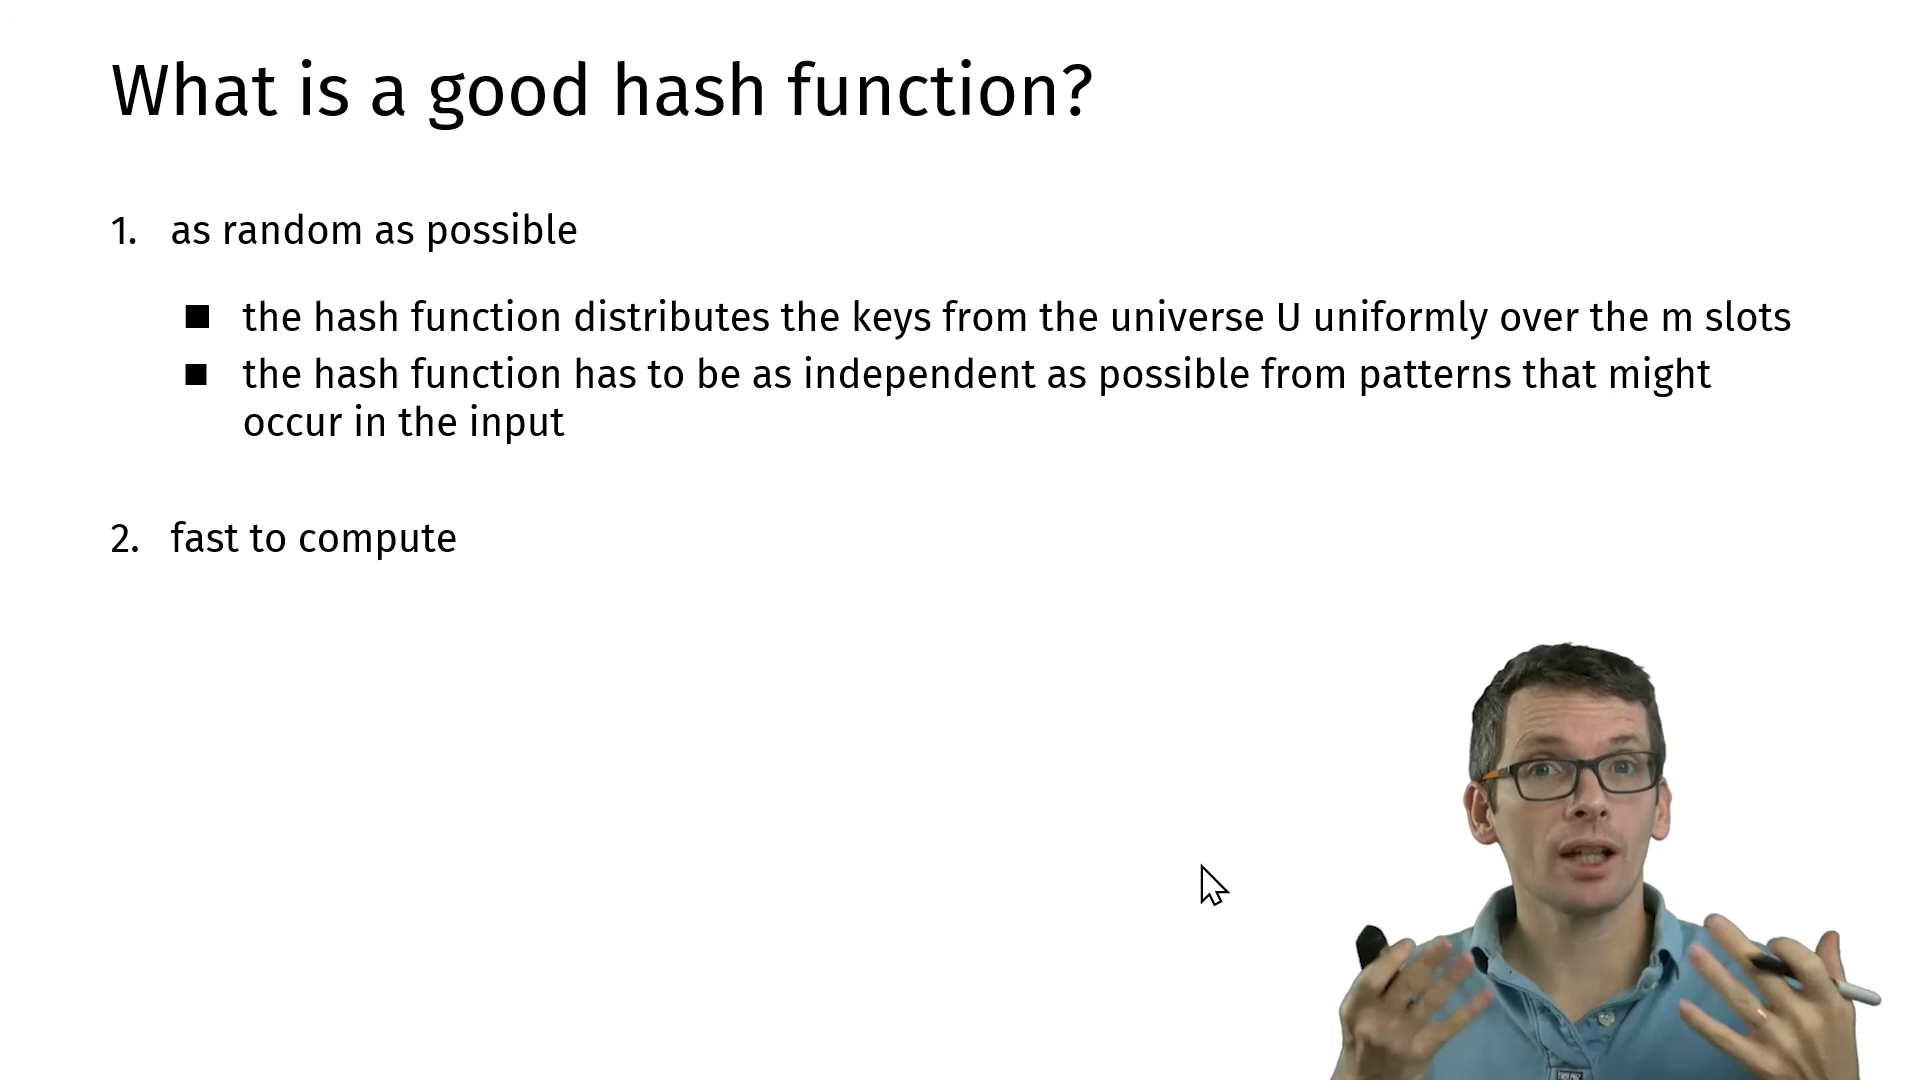 What is a good hash function?
1. as random as possible
■ the hash function distributes the keys from the universe U uniformly over the m slots
■ the hash function has to be as independent as possible from patterns that might
occur in the input
2. fast to compute